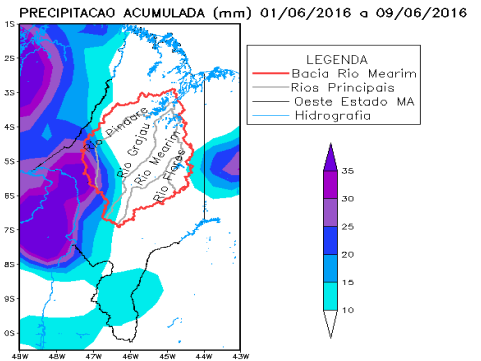 PRECIPITACAO ACUMULADA (mm) 01/06/2016 a 09/06/2016
1S
2S
3S
4S
5S
6S
7S
8S
9S
0S
49W 48W 47W 46W 45W 44W 43W
Rio Pindare
Rio Grajau
Rio Mearim
Rio Flores
LEGENDA
Bacia Rio Mearim
Rios Principais
Oeste Estado MA
Hidrografia
35
30
25
20
15
10